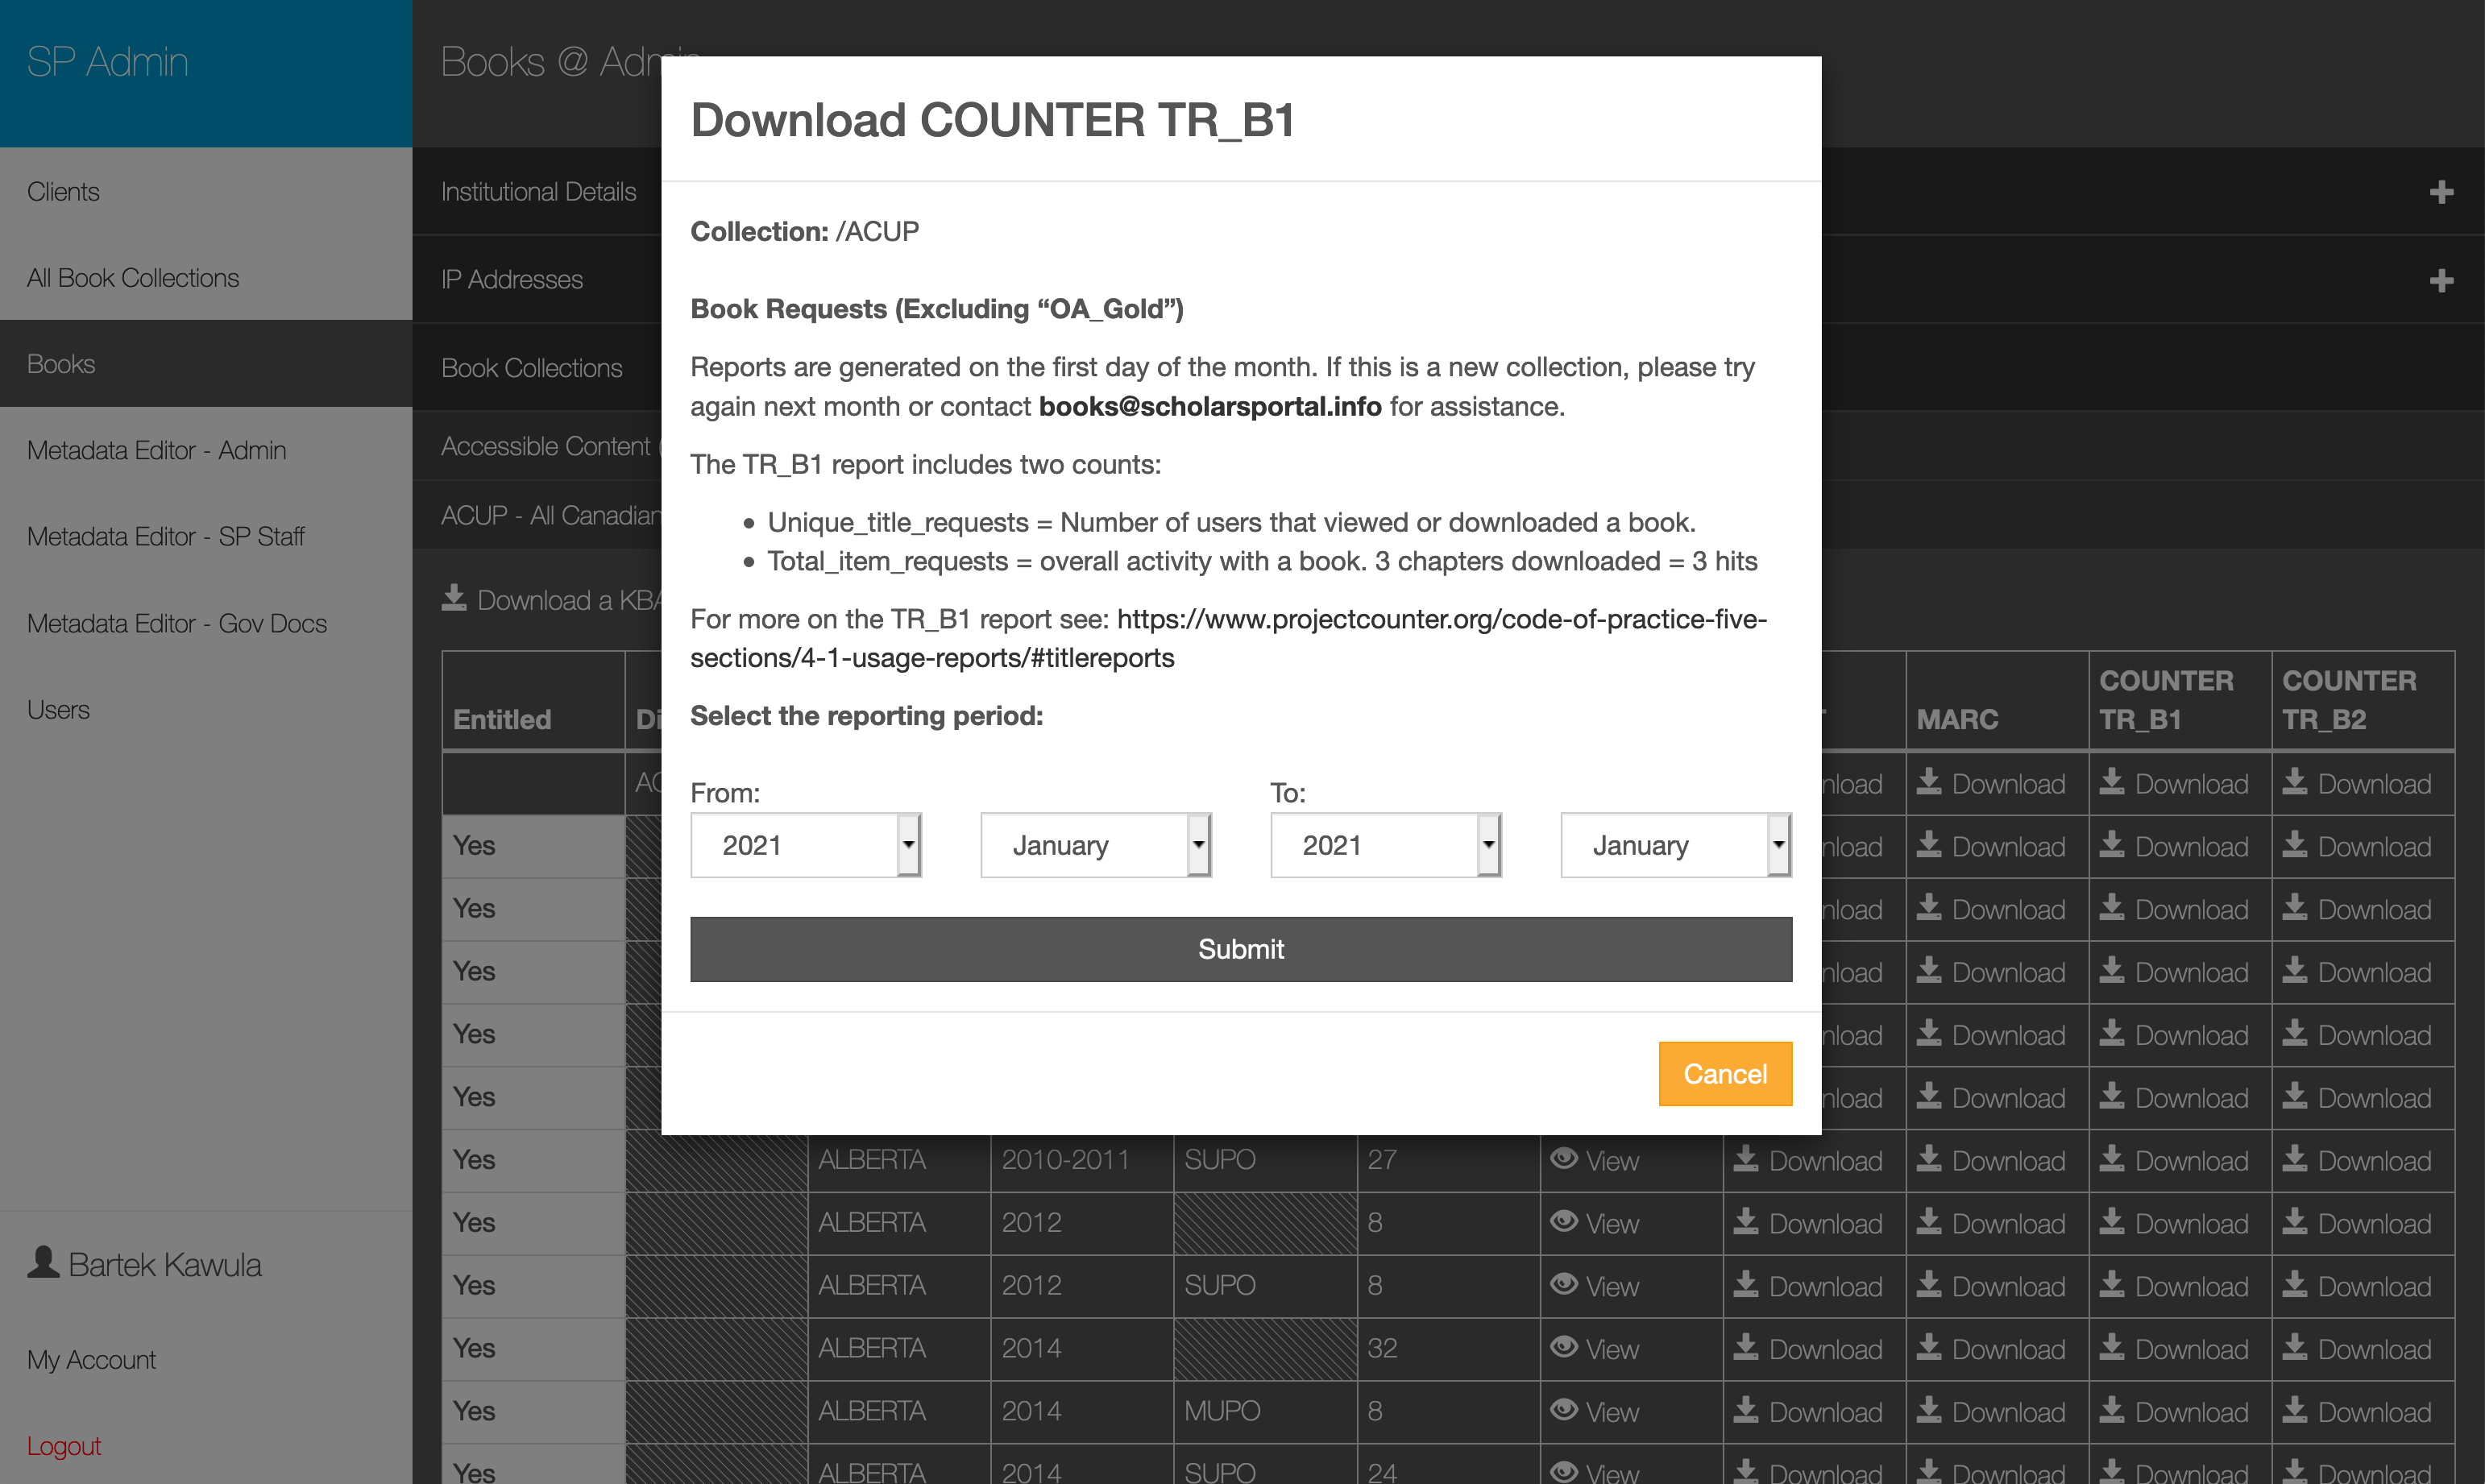 SP Admin
Books @
Clients
All Book Collections
Books
Metadata Editor - Admin
Metadata Editor - SP Staff
Metadata Editor - Gov Docs
Users
Bartek Kawula
My Account
Logout
Institutional Details
IP Addresses
Book Collections
Accessible Content
ACUP - All Canadian
Download a
Download COUNTER TR_B1
Collection: /ACUP
Book Requests (Excluding “OA_Gold”)
Reports are generated on the first day of the month. If this is a new collection, please try
again next month or contact books@scholarsportal.info for assistance.
The TR_B1 report includes two counts:
• Unique_title_requests = Number of users that viewed or downloaded a book.
• Total_item_requests = overall activity with a book. 3 chapters downloaded = 3 hits
For more on the TR_B1 report see: https://www.projectcounter.org/code-of-practice-five-
sections/4-1-usage-reports/#titlereports
Select the reporting period:
From: To:
2021 January 2021 January
Submit
Cancel
Entitled MARC COUNTER TR_B1 COUNTER TR_B2
Download Download Download
Yes Download Download Download
Yes Download Download Download
Yes Download Download Download
Yes Download Download Download
Yes Download Download Download
Yes ALBERTA 2010-2011 SUPO 27 View Download Download Download Download
Yes ALBERTA 2012 8 View Download Download Download Download
Yes ALBERTA 2012 SUPO 8 View Download Download Download Download
Yes ALBERTA 2014 32 View Download Download Download Download
Yes ALBERTA 2014 MUPO 8 View Download Download Download Download
Yes ALBERTA 2014 SUPO 24 View Download Download Download Download